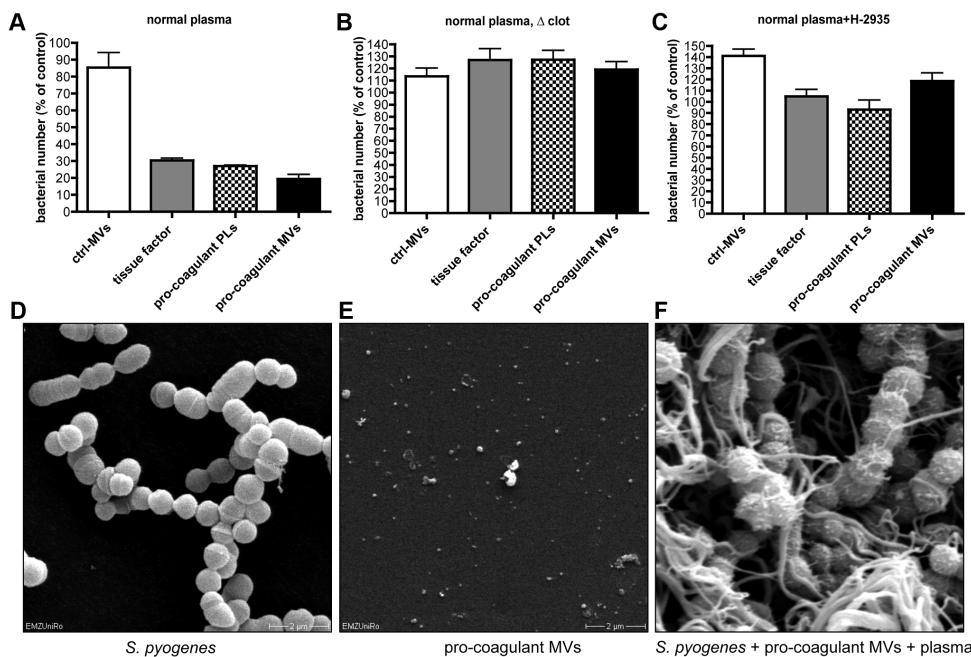 A
normal plasma
bacterial number (% of control)
100
90
80
70
60
50
40
30
20
10
0
ctrl-MVs
tissue factor
pro-coagulant PLs
pro-coagulant MVs
B
normal plasma, Δ clot
bacterial number (% of control)
140
130
120
110
100
90
80
70
60
50
40
30
20
10
0
ctrl-MVs
tissue factor
pro-coagulant PLs
pro-coagulant MVs
C
normal plasma+H-2935
bacterial number (% of control)
150
140
130
120
110
100
90
80
70
60
50
40
30
20
10
0
ctrl-MVs
tissue factor
pro-coagulant PLs
pro-coagulant MVs
D
EMZUniRo
2 µm
S. pyogenes
E
EMZUniRo
2 µm
pro-coagulant MVs
F
S. pyogenes + pro-coagulant MVs + plasma